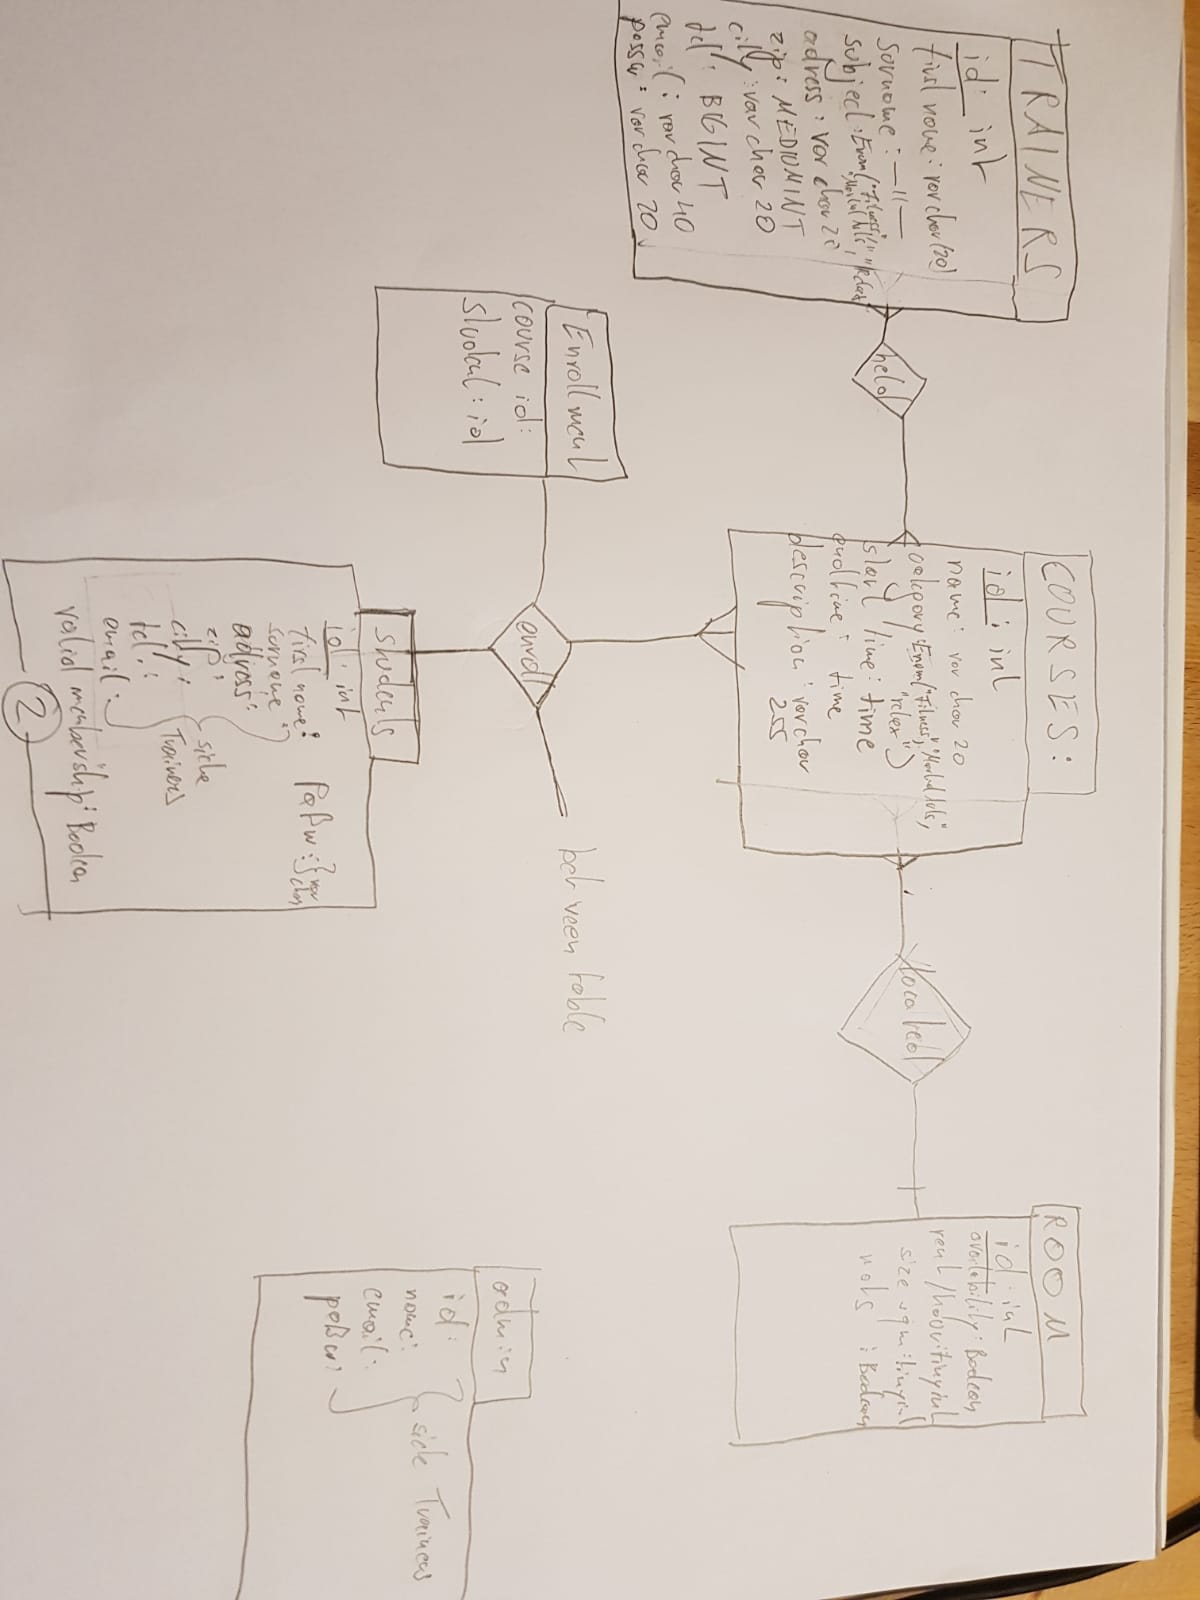 TRAINERS
id: int
first name: varchar(20)
surname: —11—
subject: Enum("Fitness",
"Martial Arts", "
adress: varchar 20
zip: MEDIUMINT
city: varchar 20
tel: BIGINT
email: varchar 40
passw: varchar 20
held
COURSES:
id: int
name: varchar 20
category: Enum("Fitness", "Martial Arts",
"relax")
start time: time
endtime: time
description: varchar
255
located
ROOM
id: int
availability: Boolean
rent/hour: tinyint
size sqm: tinyint
mats : Boolean
Enrollment
course id:
student: id
enroll
between table
students
id: int
first name:
surname:
adress:
zip:
city:
tel.:
email:
siehe
Trainers
paßw: } var
char
valid membership: Boolean
2
admin
id:
name:
email:
paßw:
siehe Trainers